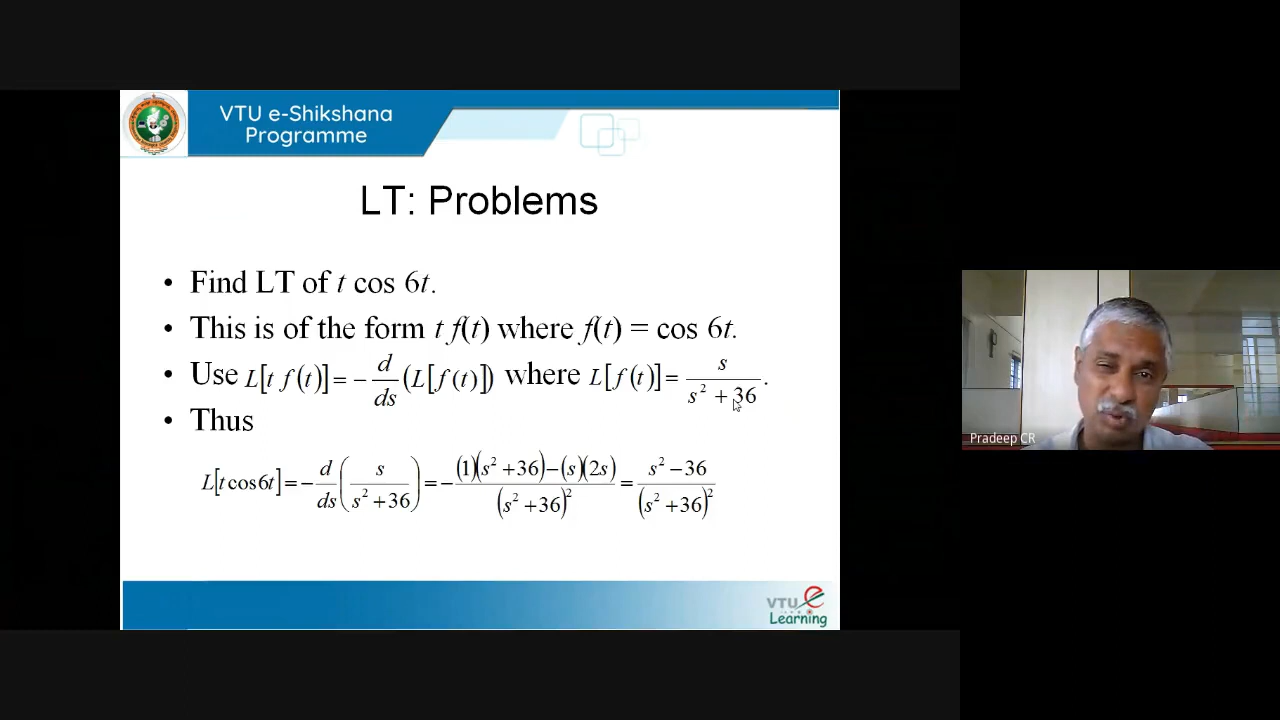 VTU e-Shikshana
Programme
LT: Problems
• Find LT of t cos 6t.
• This is of the form t f(t) where f(t) = cos 6t.
• Use L[t f(t)] = − d/ds (L[f(t)]) where L[f(t)] = s/(s² + 36).
• Thus
L[t cos6t] = − d/ds (s/(s² + 36)) = − ((1)(s² + 36) − (s)(2s))/(s² + 36)² = (s² − 36)/(s² + 36)²
Pradeep CR
VTU e
Learning